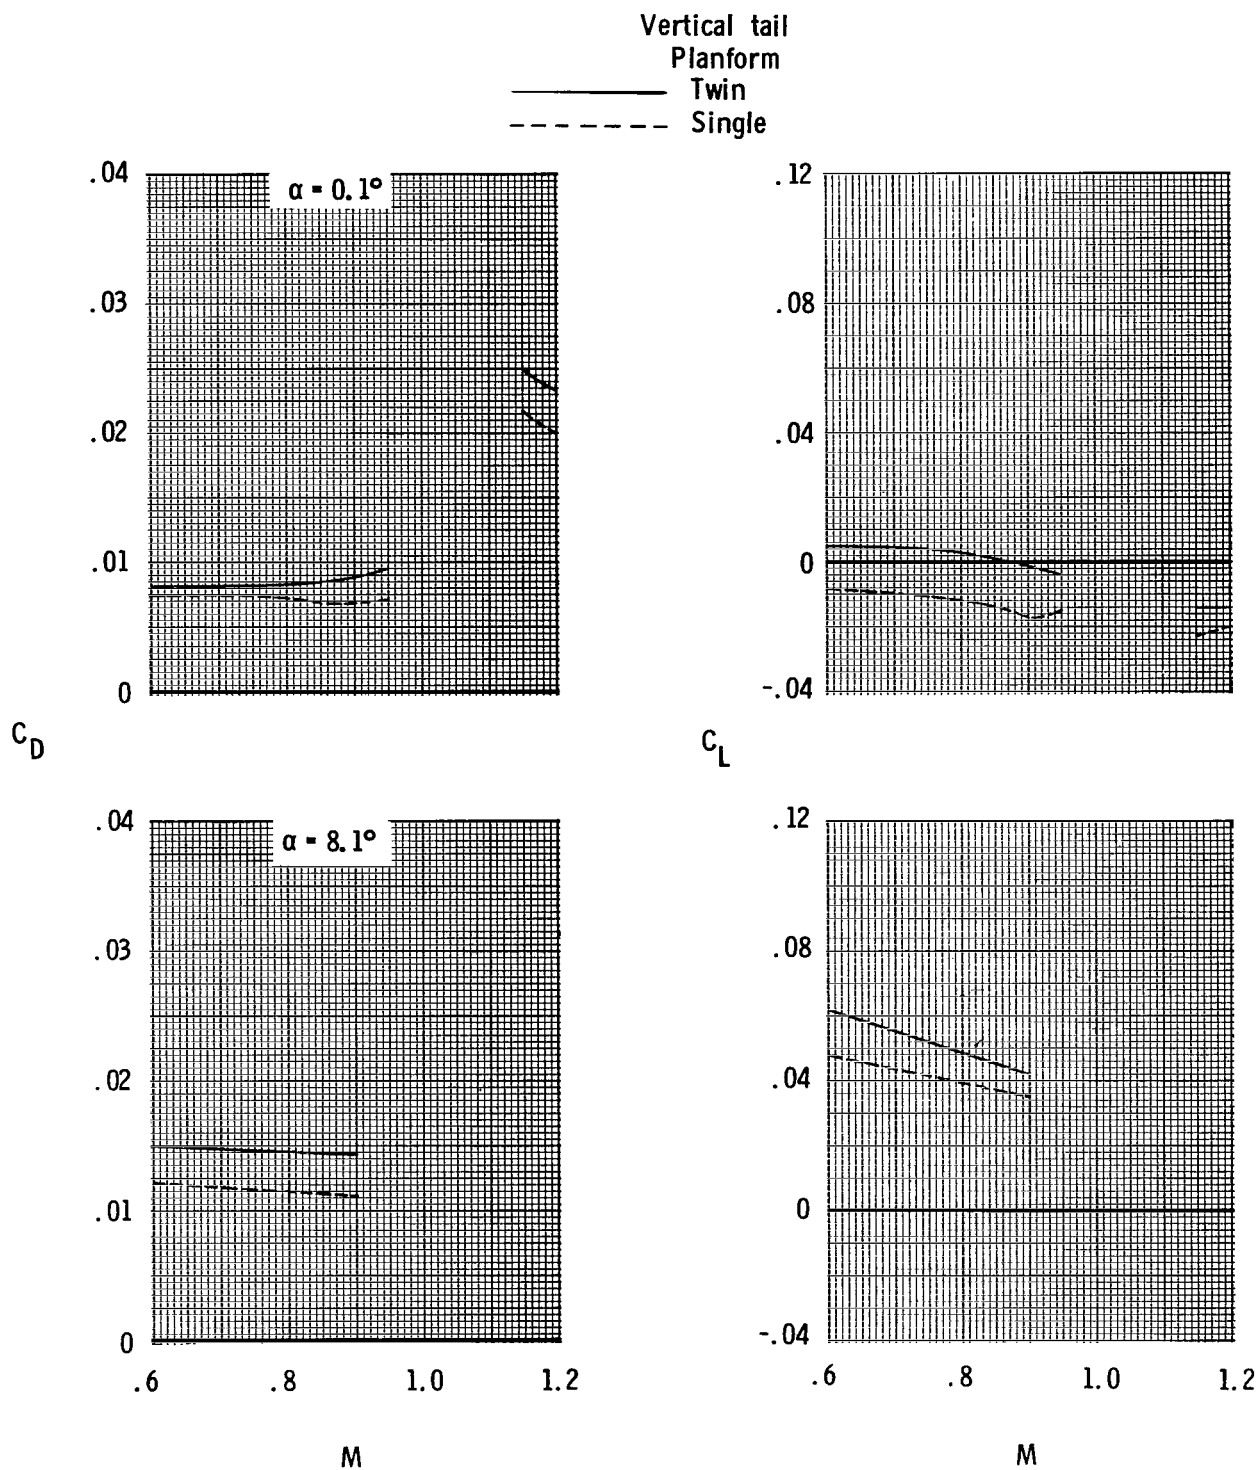 Vertical tail
Planform
Twin
Single
.04
α = 0.1°
.03
.02
.01
0
.12
.08
.04
0
-.04
C_D
C_L
.04
α = 8.1°
.03
.02
.01
0
.6 .8 1.0 1.2
M
.12
.08
.04
0
-.04
.6 .8 1.0 1.2
M